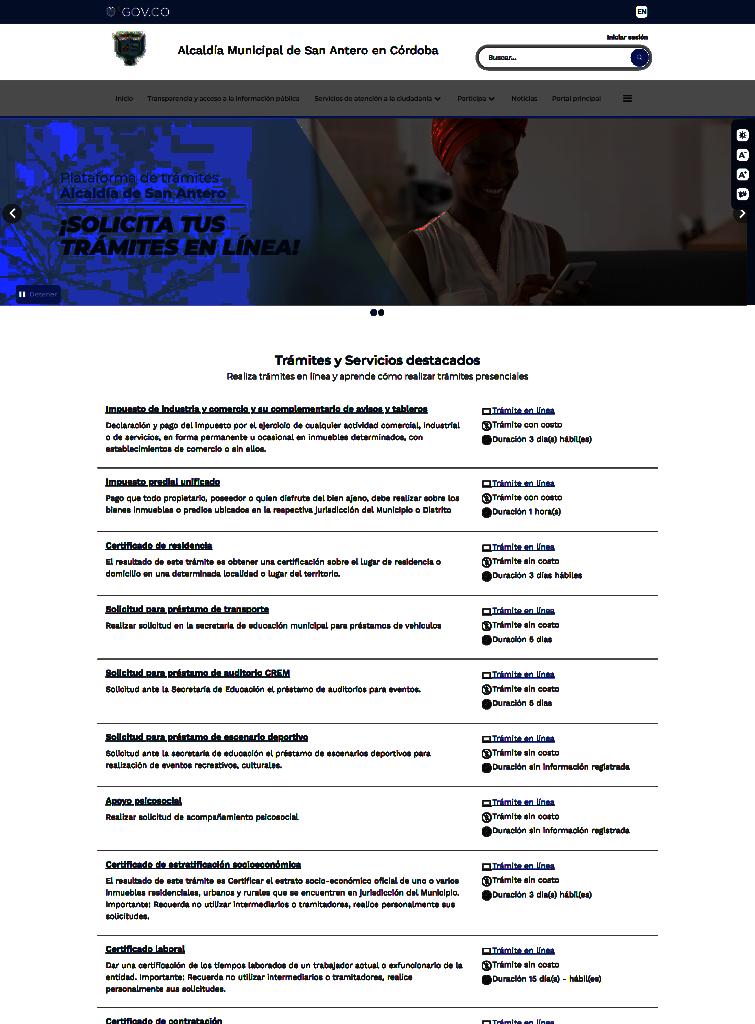 GOV.CO
EN
Alcaldía Municipal de San Antero en Córdoba
Iniciar sesión
Buscar...
Inicio
Transparencia y acceso a la información pública
Servicios de atención a la ciudadanía
Participa
Noticias
Portal principal
Plataforma de trámites
Alcaldía de San Antero
¡SOLICITA TUS
TRÁMITES EN LÍNEA!
Detener
Trámites y Servicios destacados
Realiza trámites en línea y aprende cómo realizar trámites presenciales
Impuesto de industria y comercio y su complementario de avisos y tableros
Declaración y pago del impuesto por el ejercicio de cualquier actividad comercial, industrial
o de servicios, en forma permanente u ocasional en inmuebles determinados, con
establecimientos de comercio o sin ellos.
Trámite en línea
Trámite con costo
Duración 3 día(s) hábil(es)
Impuesto predial unificado
Pago que todo propietario, poseedor o quien disfrute del bien ajeno, debe realizar sobre los
bienes inmuebles o predios ubicados en la respectiva jurisdicción del Municipio o Distrito
Trámite en línea
Trámite con costo
Duración 1 hora(s)
Certificado de residencia
El resultado de este trámite es obtener una certificación sobre el lugar de residencia o
domicilio en una determinada localidad o lugar del territorio.
Trámite en línea
Trámite sin costo
Duración 3 días hábiles
Solicitud para préstamo de transporte
Realizar solicitud en la secretaria de educación municipal para préstamos de vehículos
Trámite en línea
Trámite sin costo
Duración 5 días
Solicitud para préstamo de auditorio CREM
Solicitud ante la Secretaría de Educación el préstamo de auditorios para eventos.
Trámite en línea
Trámite sin costo
Duración 5 días
Solicitud para préstamo de escenario deportivo
Solicitud ante la secretaria de educación el préstamo de escenarios deportivos para
realización de eventos recreativos, culturales.
Trámite en línea
Trámite sin costo
Duración sin información registrada
Apoyo psicosocial
Realizar solicitud de acompañamiento psicosocial
Trámite en línea
Trámite sin costo
Duración sin información registrada
Certificado de estratificación socioeconómica
El resultado de este trámite es Certificar el estrato socio-económico oficial de uno o varios
inmuebles residenciales, urbanos y rurales que se encuentren en jurisdicción del Municipio.
Importante: Recuerda no utilizar intermediarios o tramitadores, realice personalmente sus
solicitudes.
Trámite en línea
Trámite sin costo
Duración 3 día(s) hábil(es)
Certificado laboral
Dar una certificación de los tiempos laborados de un trabajador actual o exfuncionario de la
entidad. Importante: Recuerda no utilizar intermediarios o tramitadores, realice
personalmente sus solicitudes.
Trámite en línea
Trámite sin costo
Duración 15 día(s) - hábil(es)
Certificado de contratación
Trámite en línea